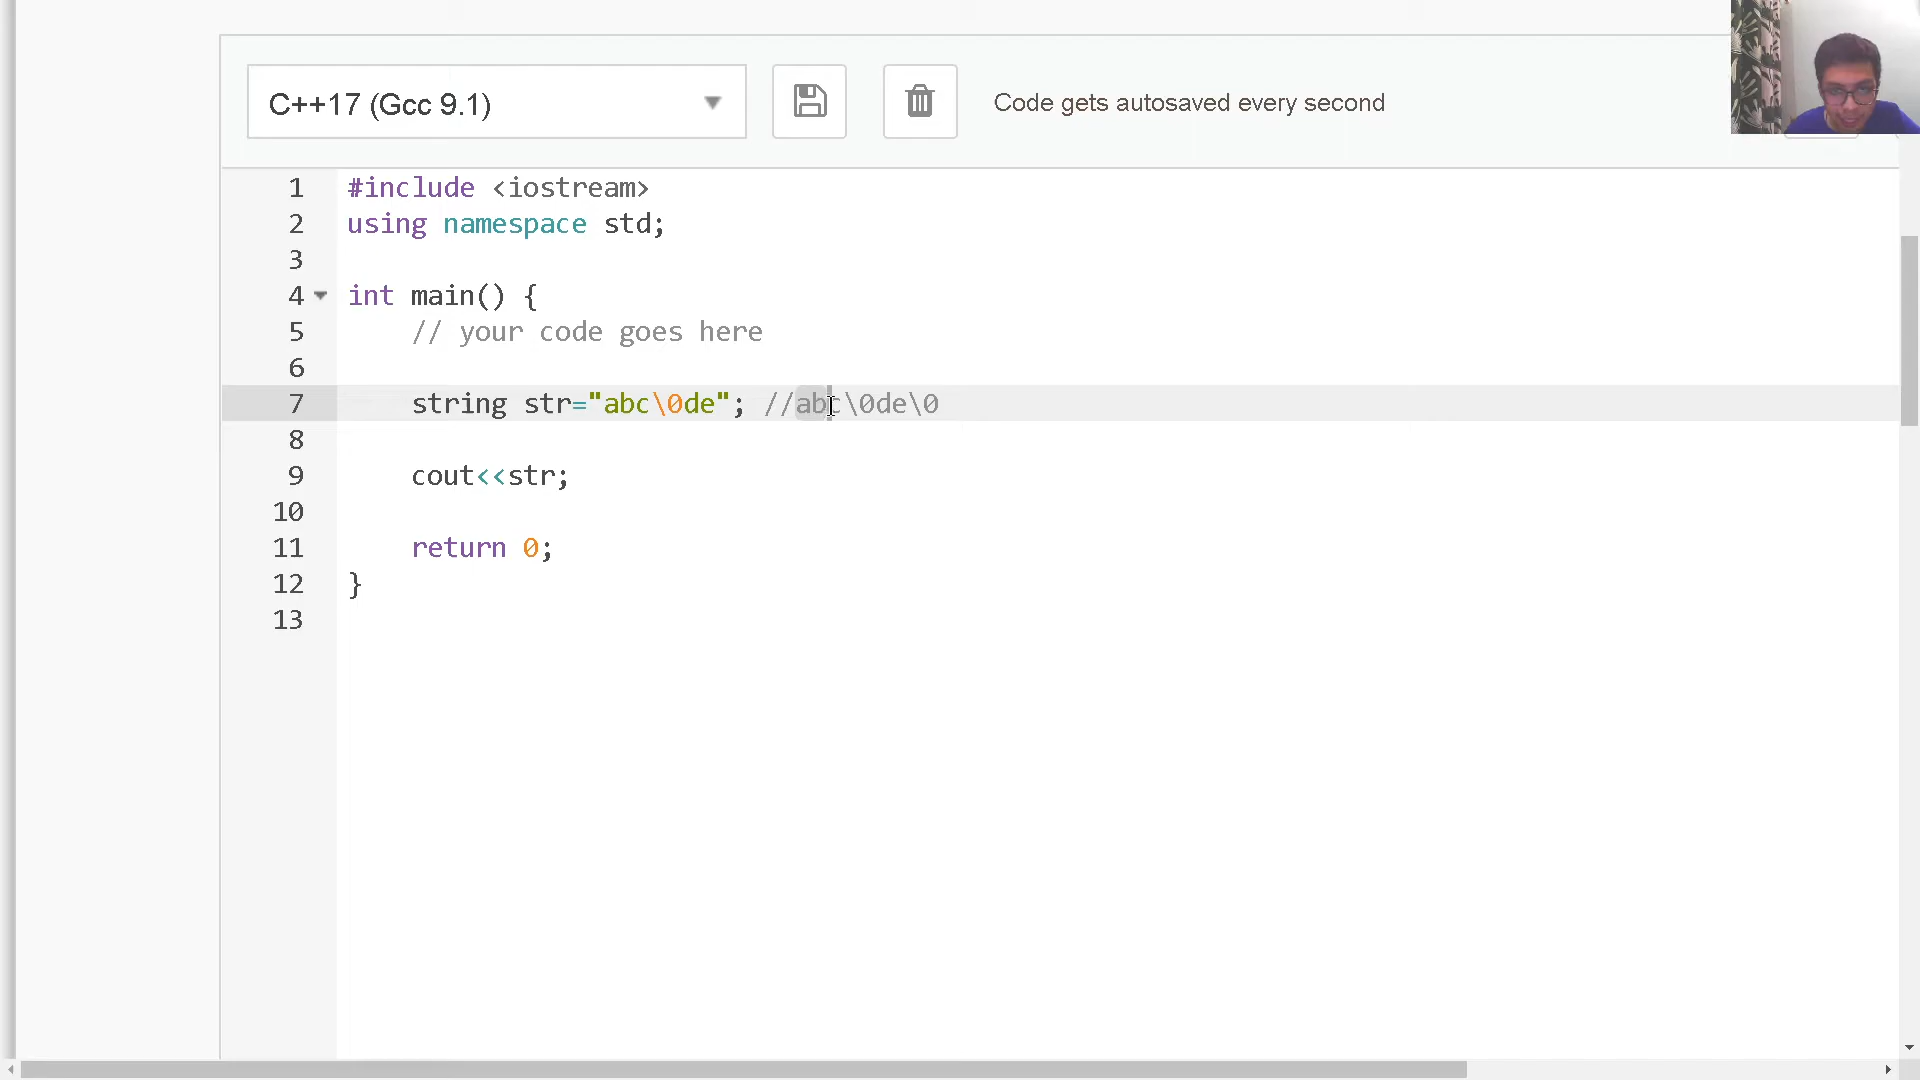 C++17 (Gcc 9.1)
Code gets autosaved every second
1 #include <iostream>
2 using namespace std;
3
4 int main() {
5 // your code goes here
6
7 string str="abc\0de"; //abc\0de\0
8
9 cout<<str;
10
11 return 0;
12 }
13